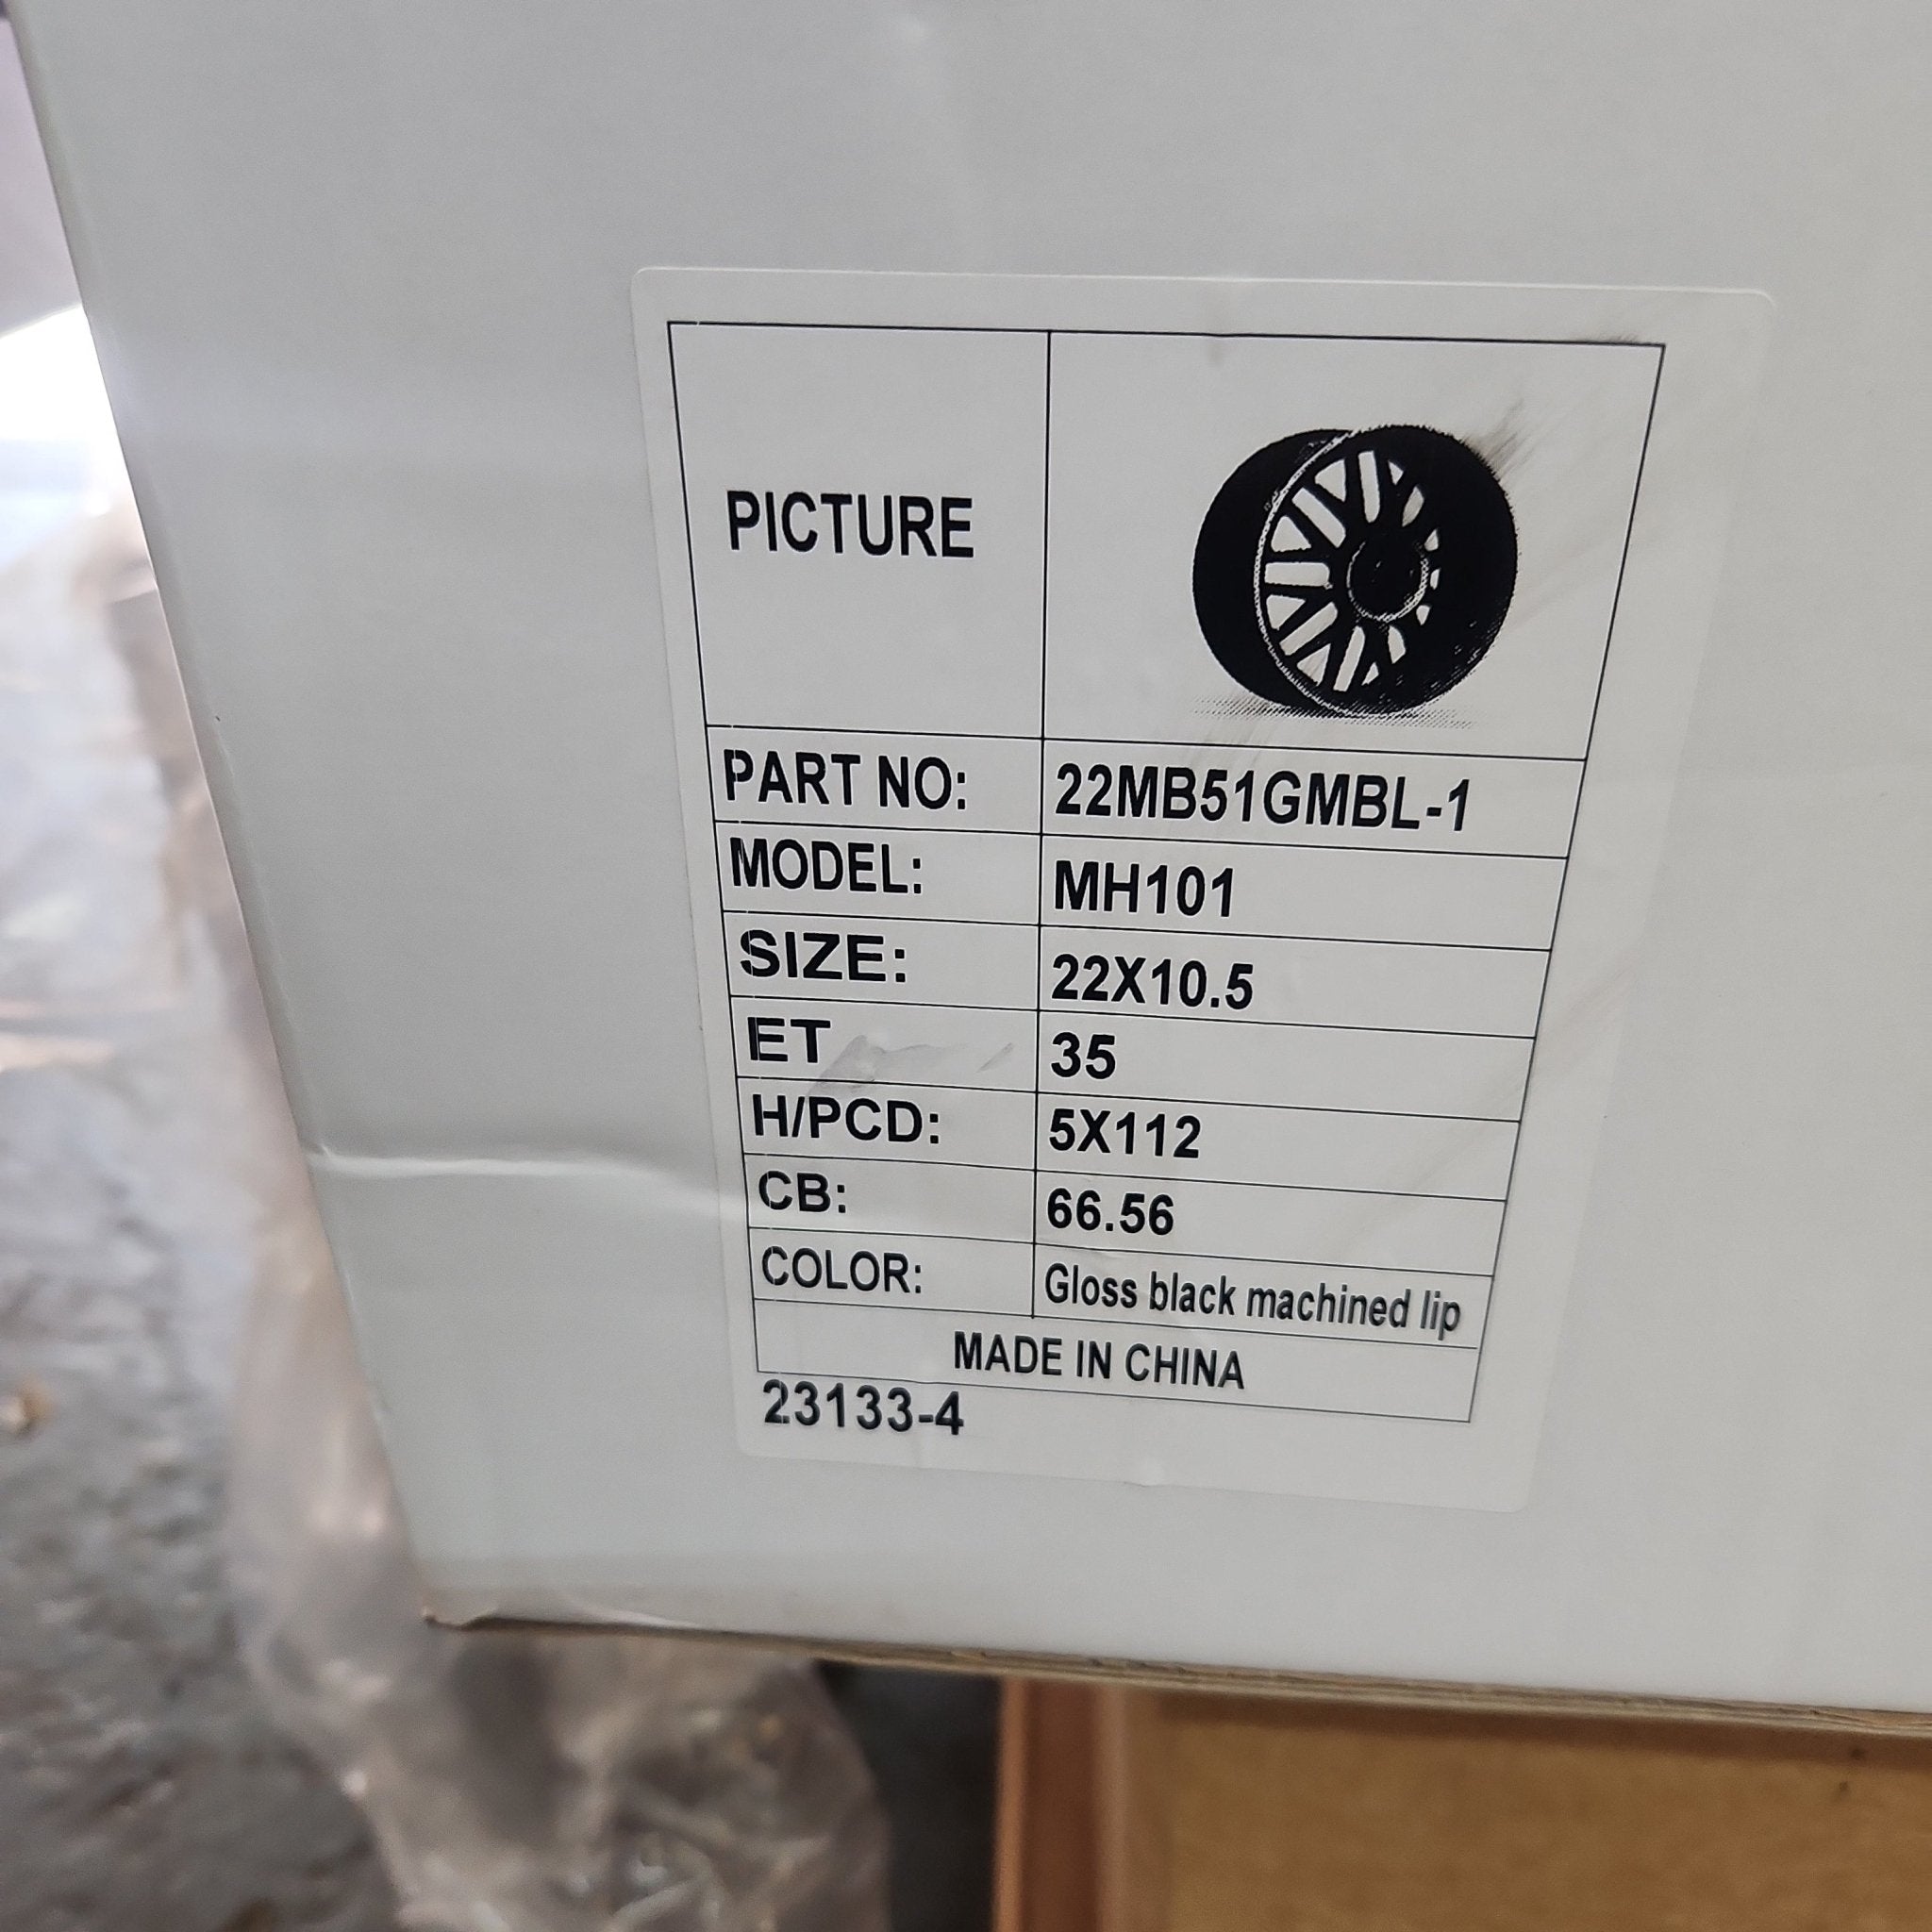 PICTURE
PART NO: 22MB51GMBL-1
MODEL: MH101
SIZE: 22X10.5
ET 35
H/PCD: 5X112
CB: 66.56
COLOR: Gloss black machined lip
MADE IN CHINA
23133-4